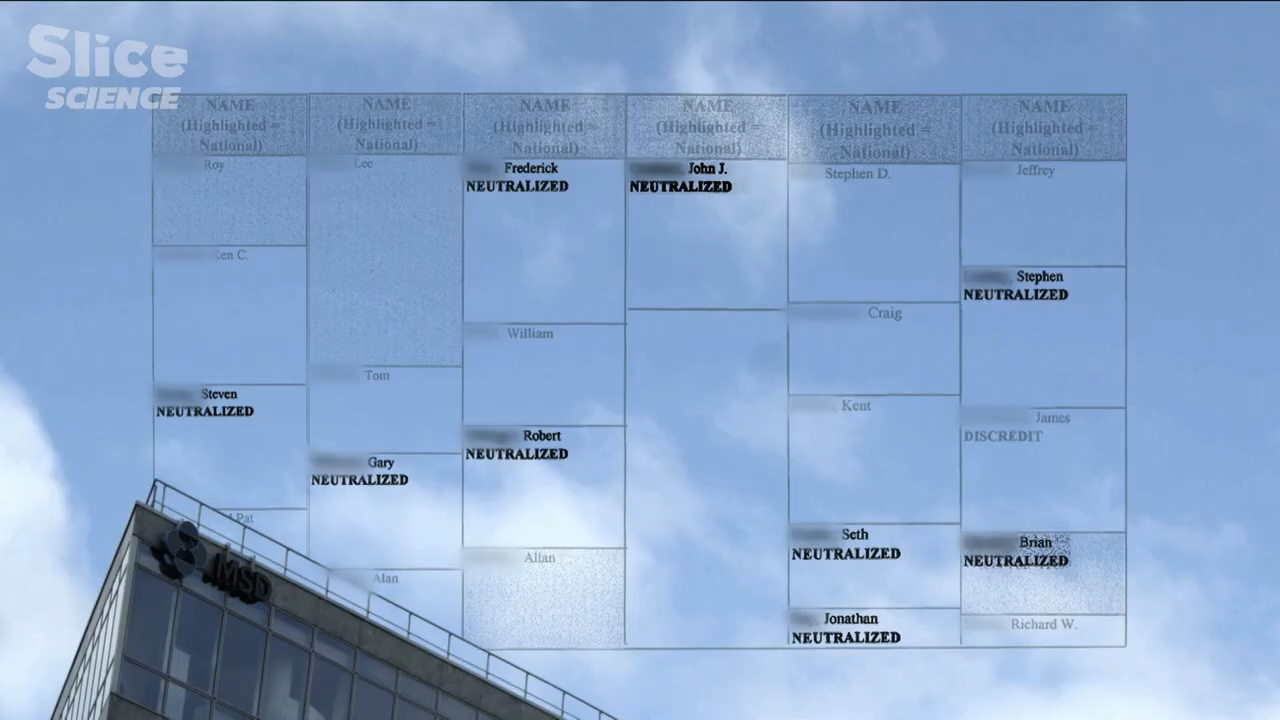 Slice
SCIENCE
NAME
(Highlighted =
National)
Roy
Ken C.
Steven
NEUTRALIZED
Pat
NAME
(Highlighted =
National)
Lee
Tom
Gary
NEUTRALIZED
Alan
NAME
(Highlighted =
National)
Frederick
NEUTRALIZED
William
Robert
NEUTRALIZED
Allan
NAME
(Highlighted =
National)
John J.
NEUTRALIZED
NAME
(Highlighted =
National)
Stephen D.
Craig
Kent
Seth
NEUTRALIZED
Jonathan
NEUTRALIZED
NAME
(Highlighted =
National)
Jeffrey
Stephen
NEUTRALIZED
James
DISCREDIT
Brian
NEUTRALIZED
Richard W.
MSD